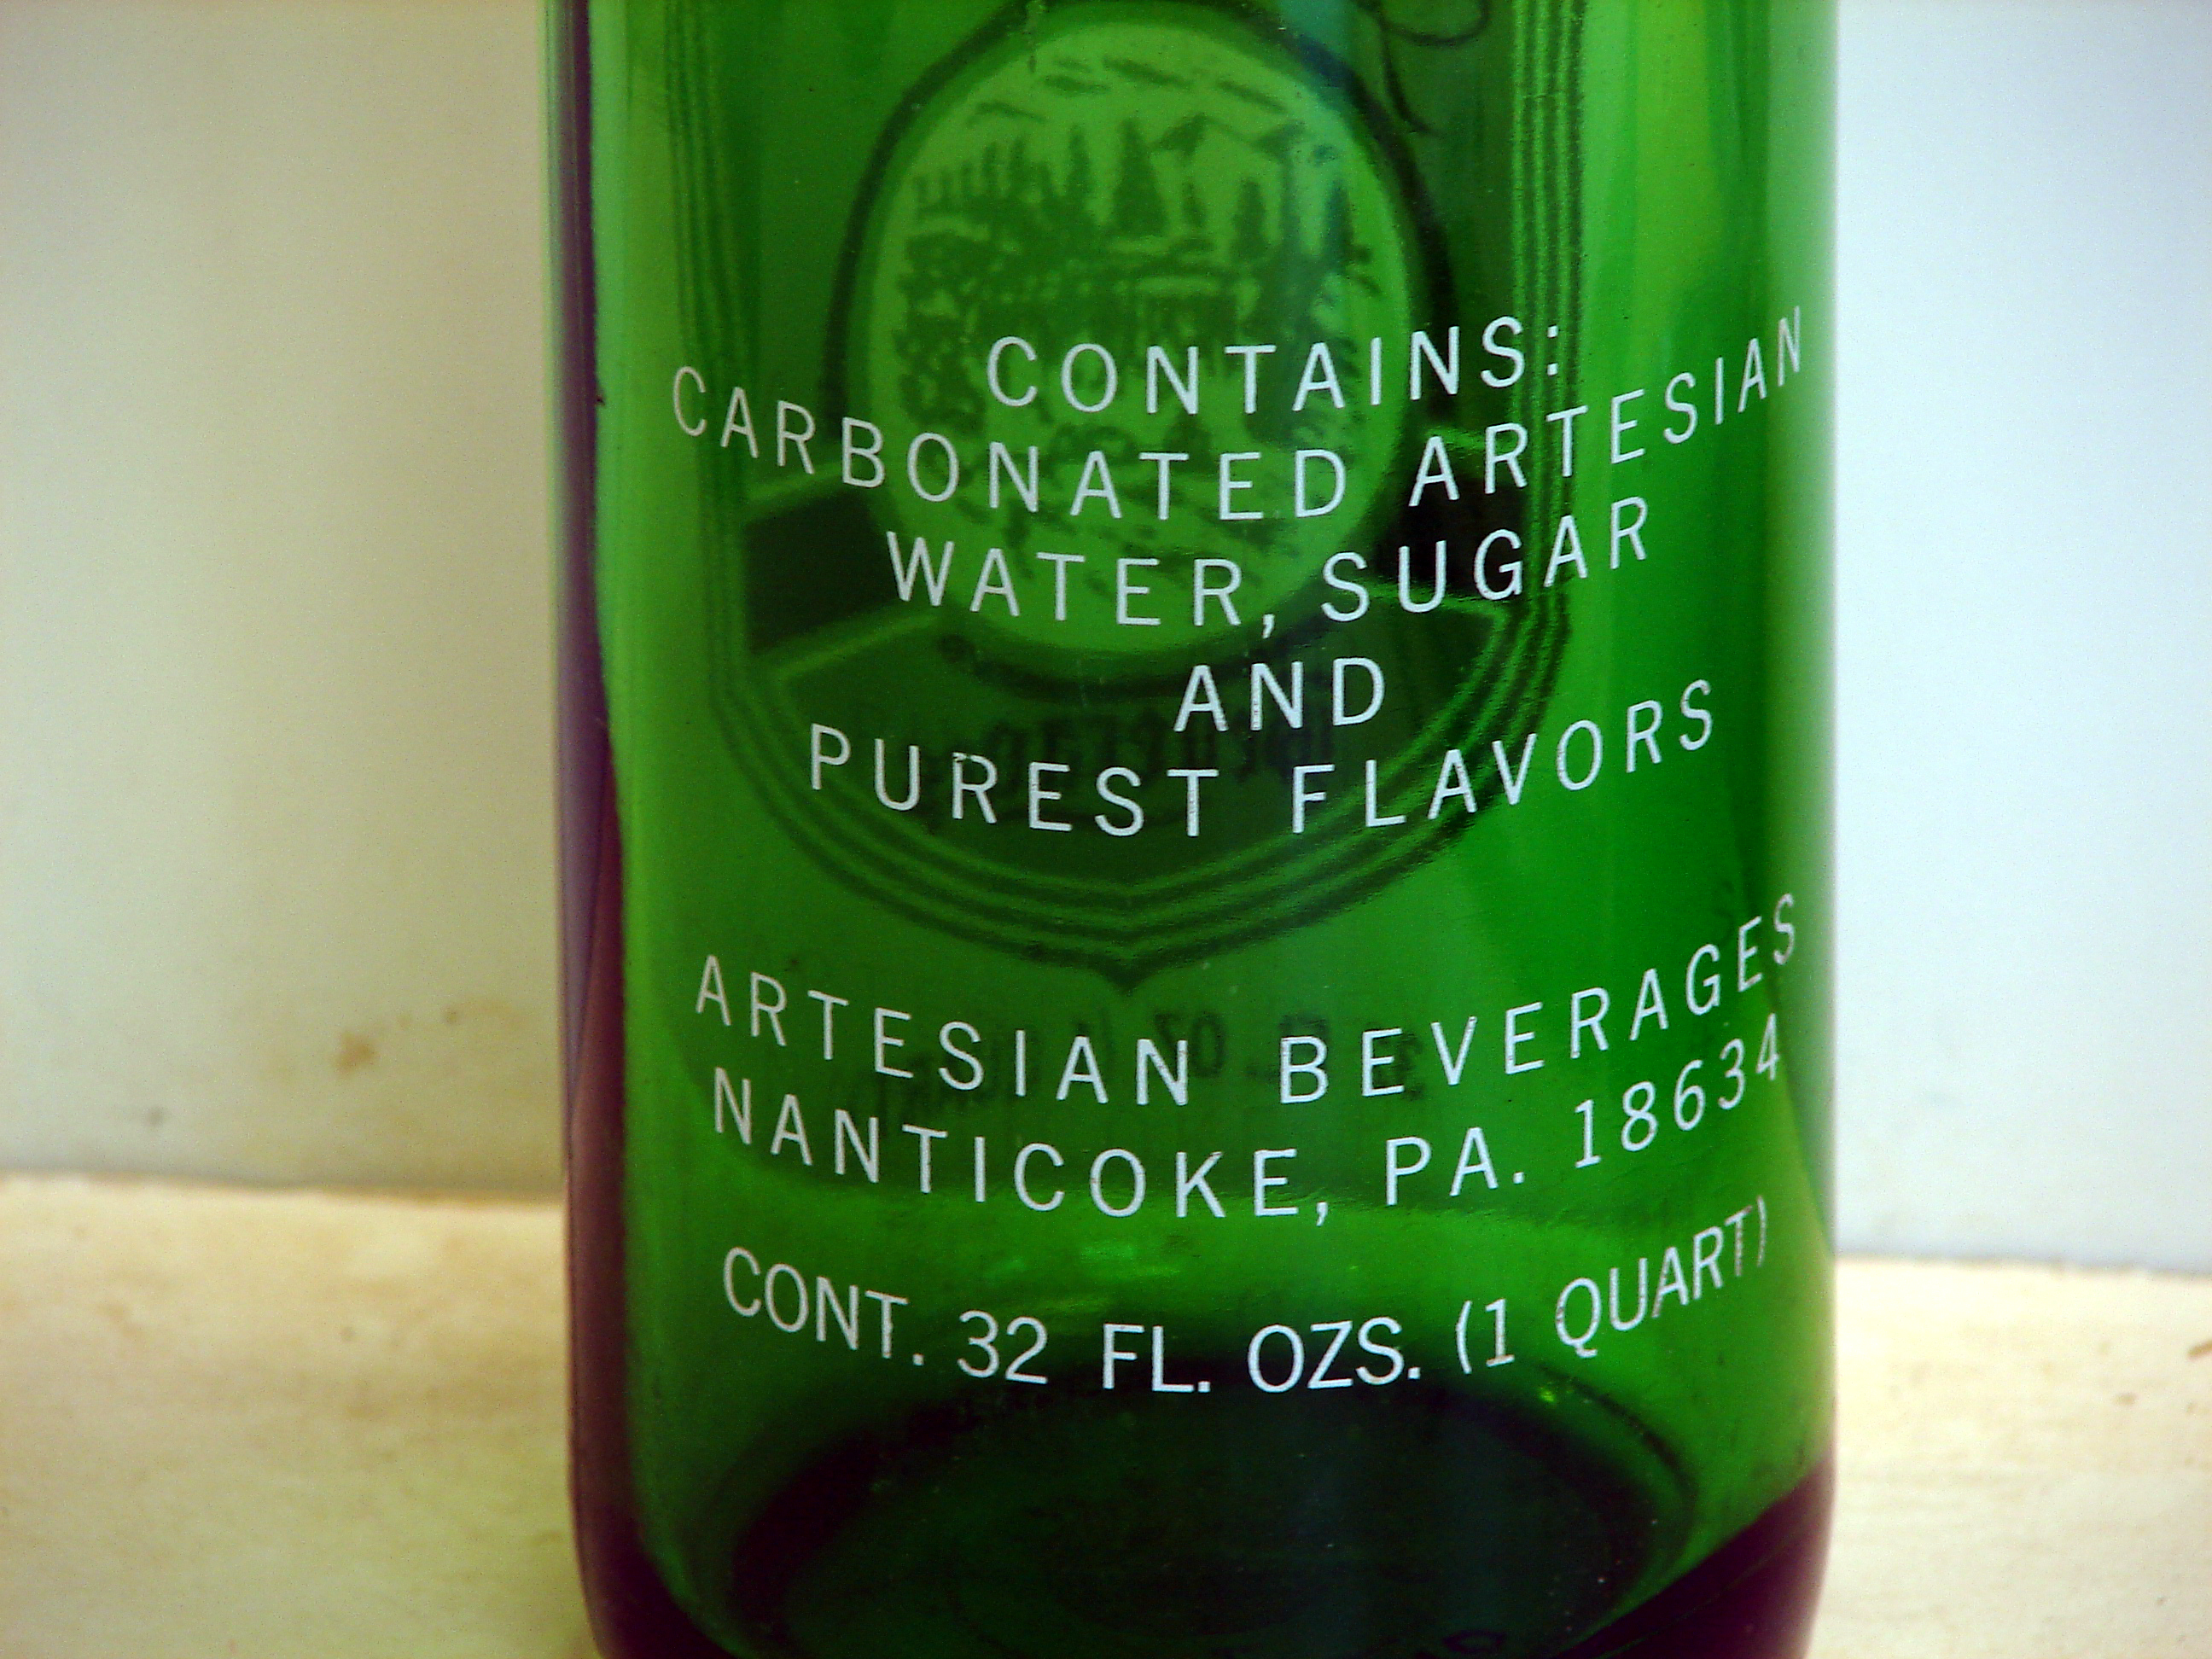 CONTAINS:
CARBONATED ARTESIAN
WATER, SUGAR
AND
PUREST FLAVORS
ARTESIAN BEVERAGES
NANTICOKE, PA. 18634
CONT. 32 FL. OZS. (1 QUART)